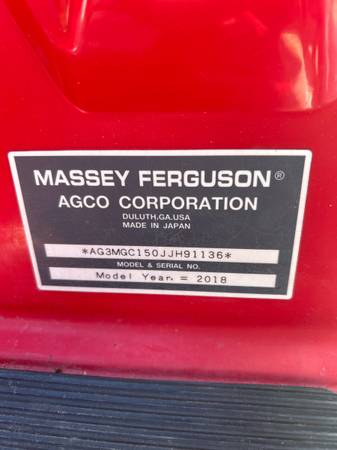 MASSEY FERGUSON®
AGCO CORPORATION
DULUTH,GA.USA
MADE IN JAPAN
*AG3MGC150JJH91136*
MODEL & SERIAL NO.
Model Year = 2018